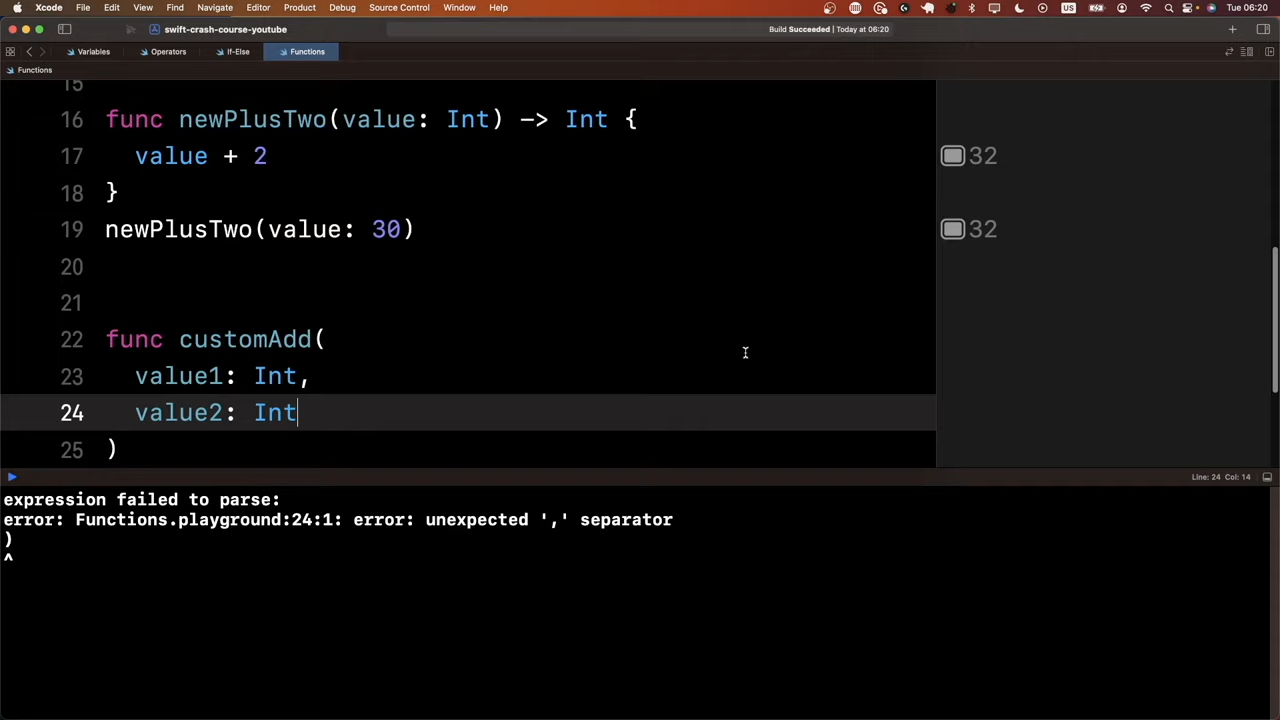 Xcode File Edit View Find Navigate Editor Product Debug Source Control Window Help US Tue 06:20
swift-crash-course-youtube Build Succeeded | Today at 06:20
Variables Operators If-Else Functions
Functions
15
16 func newPlusTwo(value: Int) -> Int {
17 value + 2 32
18 }
19 newPlusTwo(value: 30) 32
20
21
22 func customAdd(
23 value1: Int,
24 value2: Int
25 )
Line: 24 Col: 14
expression failed to parse:
error: Functions.playground:24:1: error: unexpected ',' separator
)
^